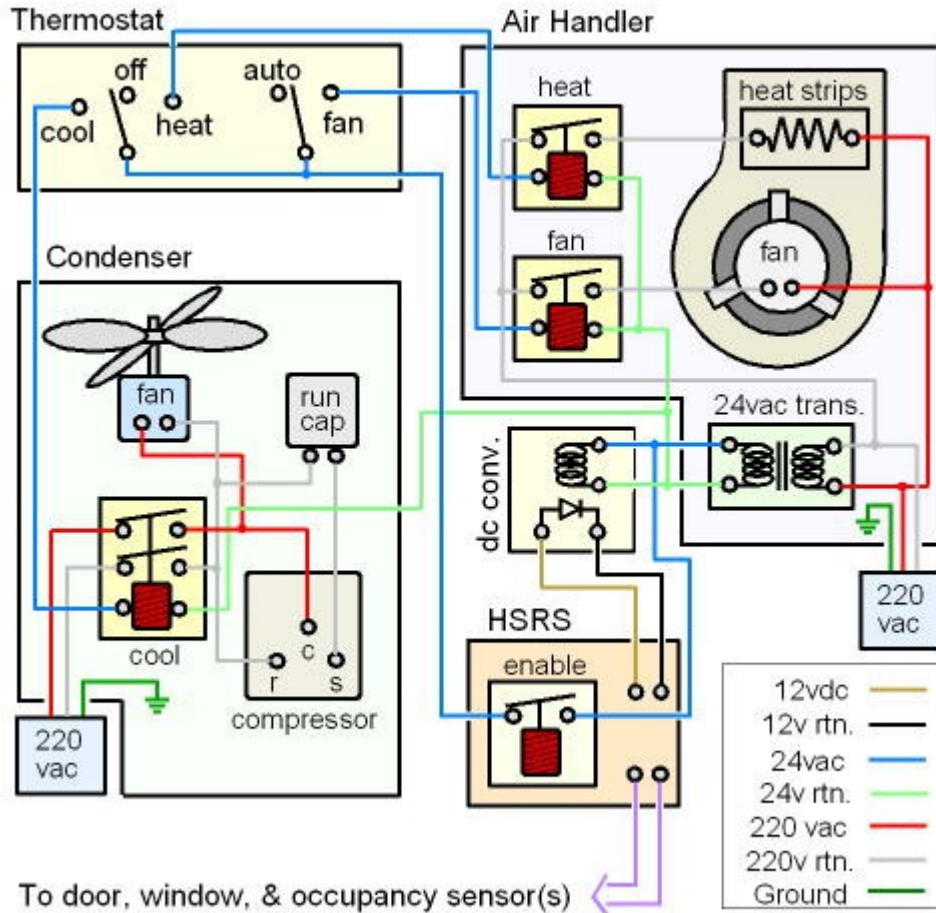 Thermostat
off
auto
cool
heat
fan
Air Handler
heat
heat strips
fan
fan
Condenser
fan
run
cap
24vac trans.
dc conv.
cool
c
r
s
compressor
220
vac
HSRS
enable
220
vac
12vdc
12v rtn.
24vac
24v rtn.
220 vac
220v rtn.
Ground
To door, window, & occupancy sensor(s)